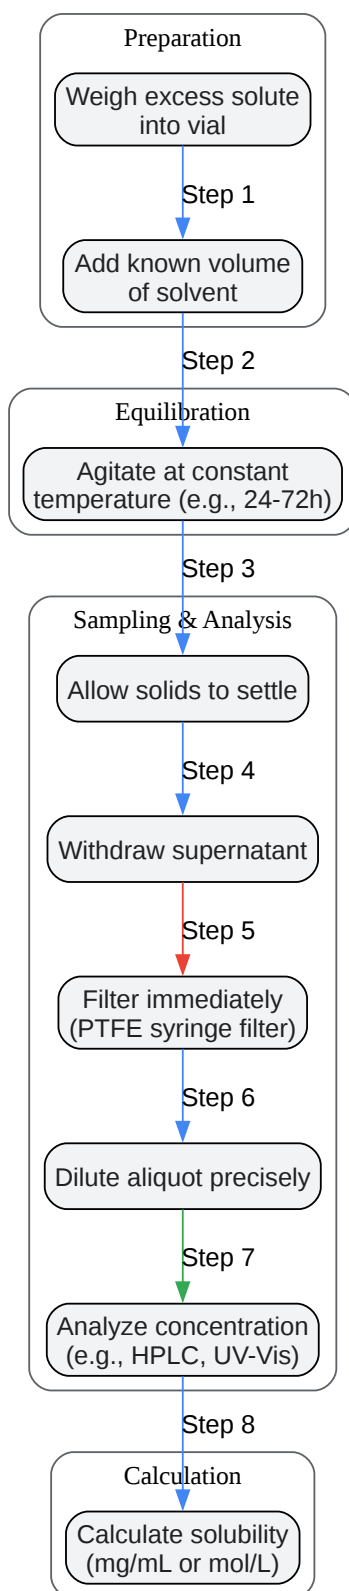 Preparation
Weigh excess solute
into vial
Step 1
Add known volume
of solvent
Step 2
Equilibration
Agitate at constant
temperature (e.g., 24-72h)
Step 3
Sampling & Analysis
Allow solids to settle
Step 4
Withdraw supernatant
Step 5
Filter immediately
(PTFE syringe filter)
Step 6
Dilute aliquot precisely
Step 7
Analyze concentration
(e.g., HPLC, UV-Vis)
Step 8
Calculation
Calculate solubility
(mg/mL or mol/L)